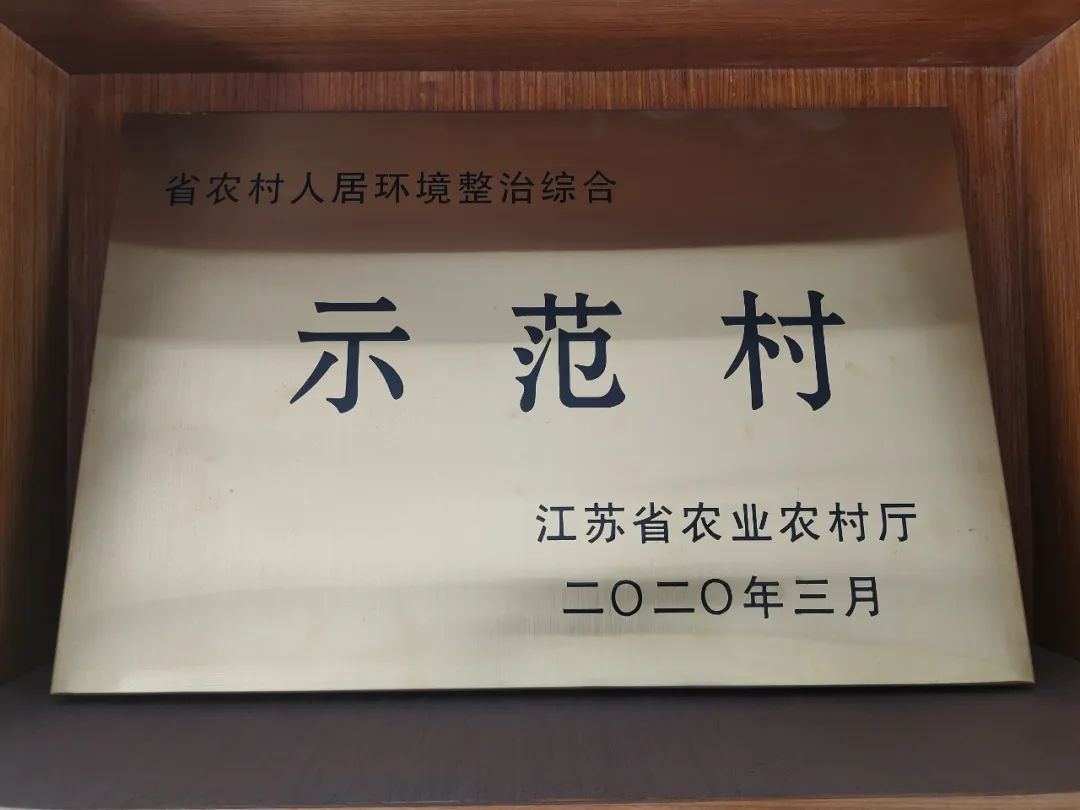 省农村人居环境整治综合
示范村
江苏省农业农村厅
二〇二〇年三月